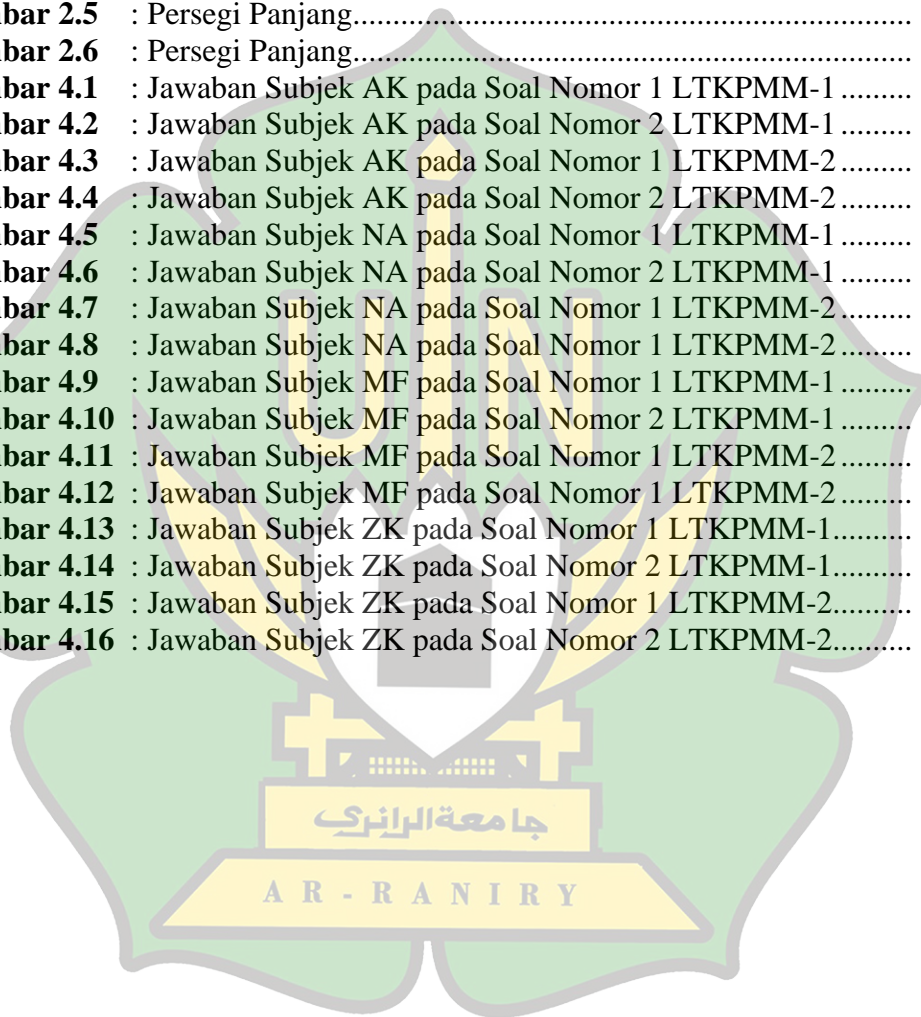 bar 2.5 : Persegi Panjang......................................................................
bar 2.6 : Persegi Panjang......................................................................
bar 4.1 : Jawaban Subjek AK pada Soal Nomor 1 LTKPMM-1 .........
bar 4.2 : Jawaban Subjek AK pada Soal Nomor 2 LTKPMM-1 .........
bar 4.3 : Jawaban Subjek AK pada Soal Nomor 1 LTKPMM-2 .........
bar 4.4 : Jawaban Subjek AK pada Soal Nomor 2 LTKPMM-2 .........
bar 4.5 : Jawaban Subjek NA pada Soal Nomor 1 LTKPMM-1 .........
bar 4.6 : Jawaban Subjek NA pada Soal Nomor 2 LTKPMM-1 .........
bar 4.7 : Jawaban Subjek NA pada Soal Nomor 1 LTKPMM-2 .........
bar 4.8 : Jawaban Subjek NA pada Soal Nomor 1 LTKPMM-2 .........
bar 4.9 : Jawaban Subjek MF pada Soal Nomor 1 LTKPMM-1 .........
bar 4.10 : Jawaban Subjek MF pada Soal Nomor 2 LTKPMM-1 .........
bar 4.11 : Jawaban Subjek MF pada Soal Nomor 1 LTKPMM-2 .........
bar 4.12 : Jawaban Subjek MF pada Soal Nomor 1 LTKPMM-2 .........
bar 4.13 : Jawaban Subjek ZK pada Soal Nomor 1 LTKPMM-1..........
bar 4.14 : Jawaban Subjek ZK pada Soal Nomor 2 LTKPMM-1..........
bar 4.15 : Jawaban Subjek ZK pada Soal Nomor 1 LTKPMM-2..........
bar 4.16 : Jawaban Subjek ZK pada Soal Nomor 2 LTKPMM-2..........
UIN
جامعةالرانري
AR-RANIRY